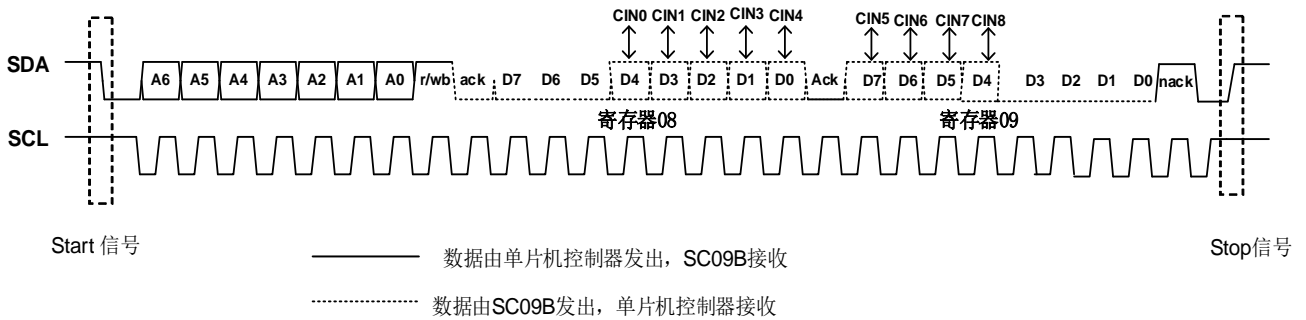 CIN0 CIN1 CIN2 CIN3 CIN4 CIN5 CIN6 CIN7 CIN8
SDA A6 A5 A4 A3 A2 A1 A0 r/wb ack D7 D6 D5 D4 D3 D2 D1 D0 Ack D7 D6 D5 D4 D3 D2 D1 D0 nack
寄存器08 寄存器09
SCL
Start 信号 Stop信号
数据由单片机控制器发出，SC09B接收
数据由SC09B发出，单片机控制器接收